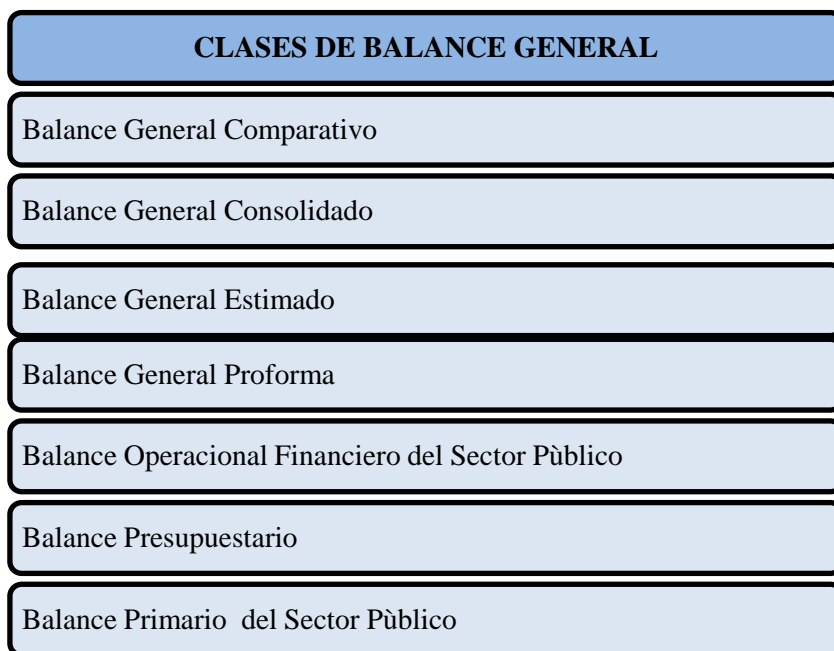 CLASES DE BALANCE GENERAL
Balance General Comparativo
Balance General Consolidado
Balance General Estimado
Balance General Proforma
Balance Operacional Financiero del Sector Pùblico
Balance Presupuestario
Balance Primario  del Sector Pùblico